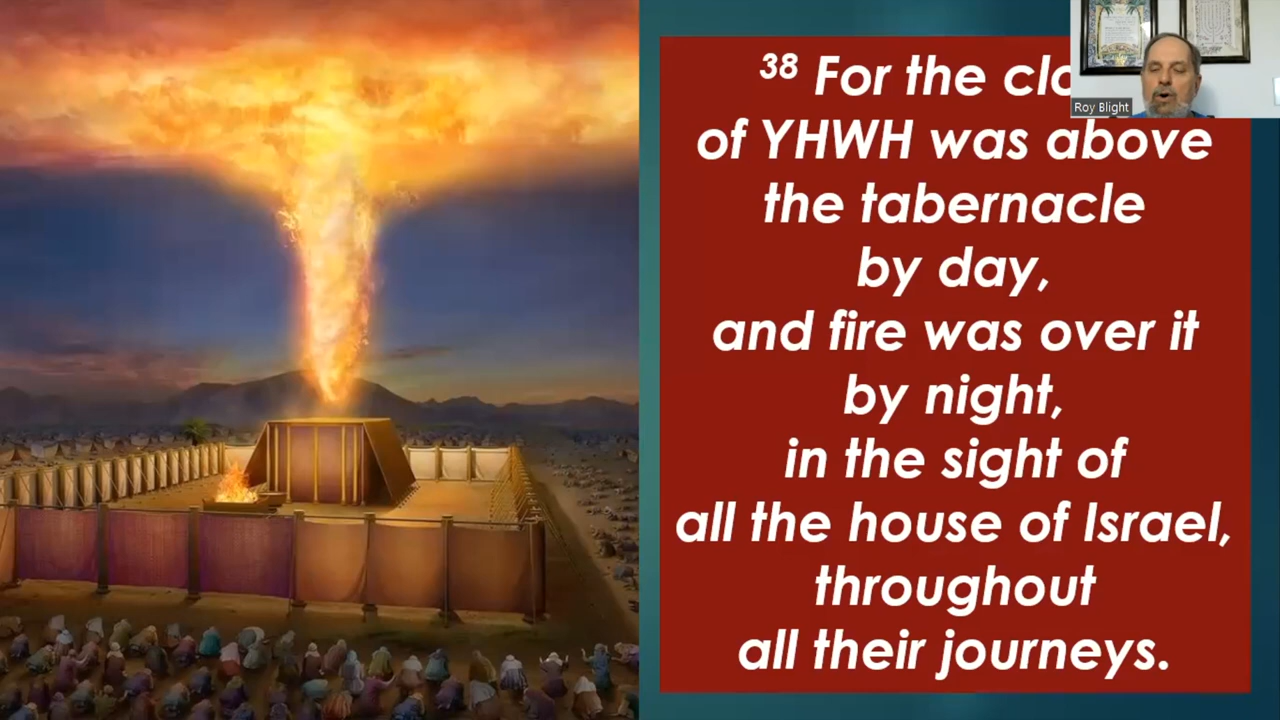 38 For the clo
of YHWH was above
the tabernacle
by day,
and fire was over it
by night,
in the sight of
all the house of Israel,
throughout
all their journeys.
Roy Blight